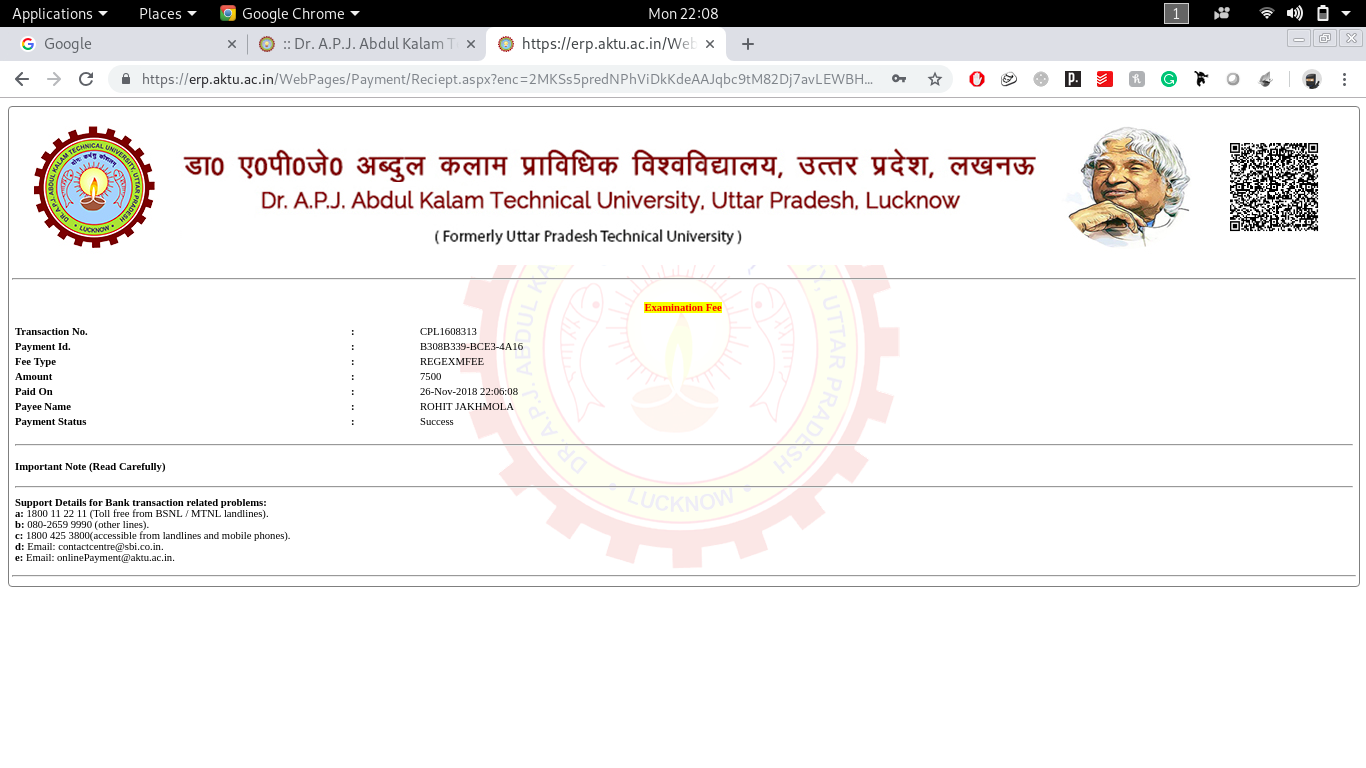 Applications Places Google Chrome Mon 22:08 1
Google :: Dr. A.P.J. Abdul Kalam Te https://erp.aktu.ac.in/Web
https://erp.aktu.ac.in/WebPages/Payment/Reciept.aspx?enc=2MKSs5predNPhViDkKdeAAJqbc9tM82Dj7avLEWBH...
डा0 ए0पी0जे0 अब्दुल कलाम प्राविधिक विश्वविद्यालय, उत्तर प्रदेश, लखनऊ
Dr. A.P.J. Abdul Kalam Technical University, Uttar Pradesh, Lucknow
( Formerly Uttar Pradesh Technical University )
DR. A.P.J. ABDUL KALAM TECHNICAL UNIVERSITY, UTTAR PRADESH
• LUCKNOW •
Examination Fee
Transaction No. : CPL1608313
Payment Id. : B308B339-BCE3-4A16
Fee Type : REGEXMFEE
Amount : 7500
Paid On : 26-Nov-2018 22:06:08
Payee Name : ROHIT JAKHMOLA
Payment Status : Success
Important Note (Read Carefully)
Support Details for Bank transaction related problems:
a: 1800 11 22 11 (Toll free from BSNL / MTNL landlines).
b: 080-2659 9990 (other lines).
c: 1800 425 3800(accessible from landlines and mobile phones).
d: Email: contactcentre@sbi.co.in.
e: Email: onlinePayment@aktu.ac.in.